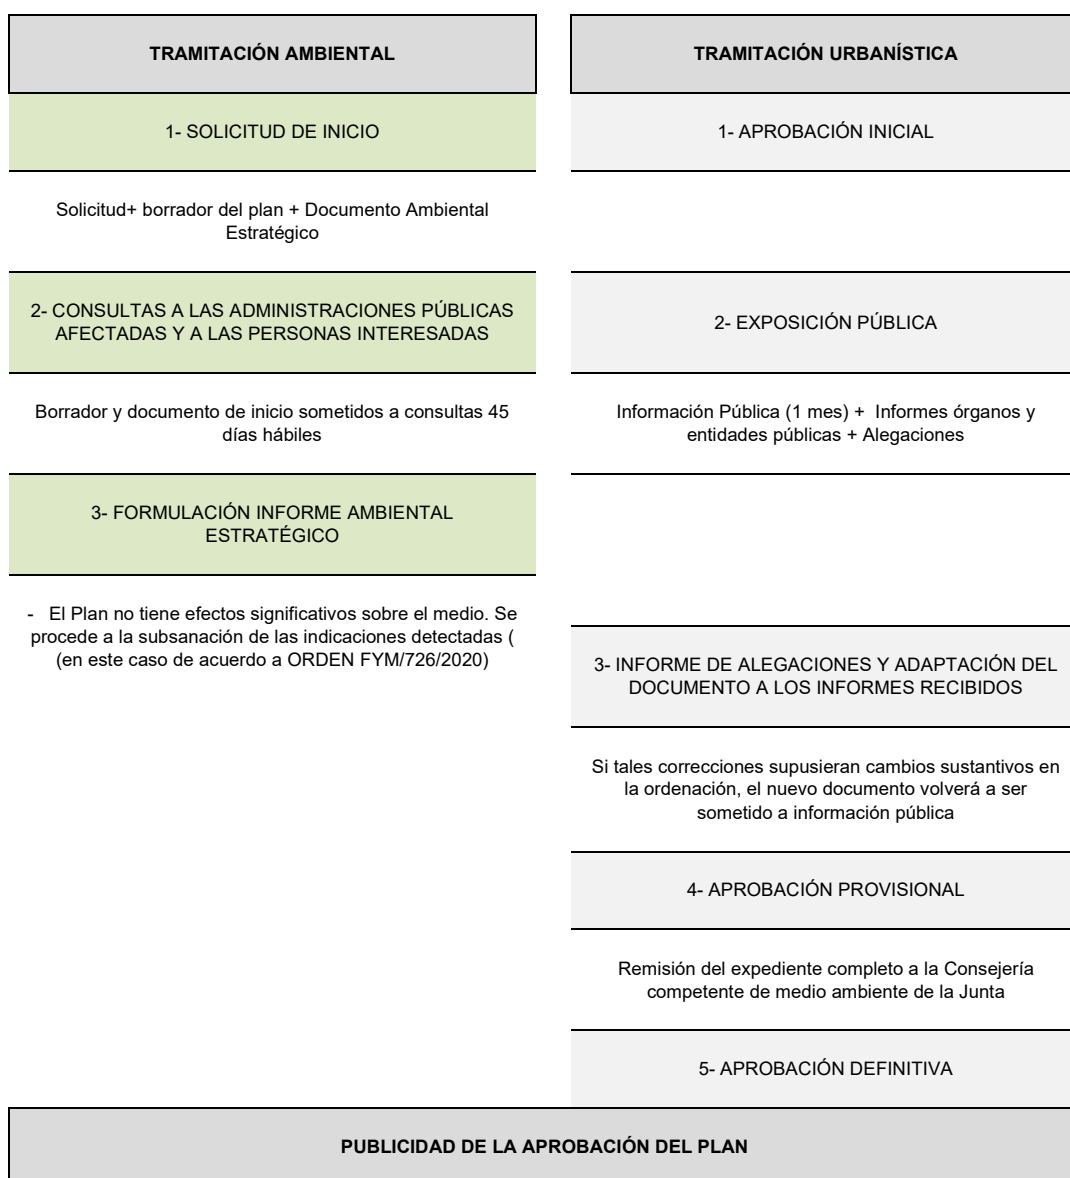 TRAMITACIÓN AMBIENTAL
1- SOLICITUD DE INICIO
Solicitud+ borrador del plan + Documento Ambiental
Estratégico
2- CONSULTAS A LAS ADMINISTRACIONES PÚBLICAS
AFECTADAS Y A LAS PERSONAS INTERESADAS
Borrador y documento de inicio sometidos a consultas 45
días hábiles
3- FORMULACIÓN INFORME AMBIENTAL
ESTRATÉGICO
- El Plan no tiene efectos significativos sobre el medio. Se
procede a la subsanación de las indicaciones detectadas (
(en este caso de acuerdo a ORDEN FYM/726/2020)
TRAMITACIÓN URBANÍSTICA
1- APROBACIÓN INICIAL
2- EXPOSICIÓN PÚBLICA
Información Pública (1 mes) + Informes órganos y
entidades públicas + Alegaciones
3- INFORME DE ALEGACIONES Y ADAPTACIÓN DEL
DOCUMENTO A LOS INFORMES RECIBIDOS
Si tales correcciones supusieran cambios sustantivos en
la ordenación, el nuevo documento volverá a ser
sometido a información pública
4- APROBACIÓN PROVISIONAL
Remisión del expediente completo a la Consejería
competente de medio ambiente de la Junta
5- APROBACIÓN DEFINITIVA
PUBLICIDAD DE LA APROBACIÓN DEL PLAN